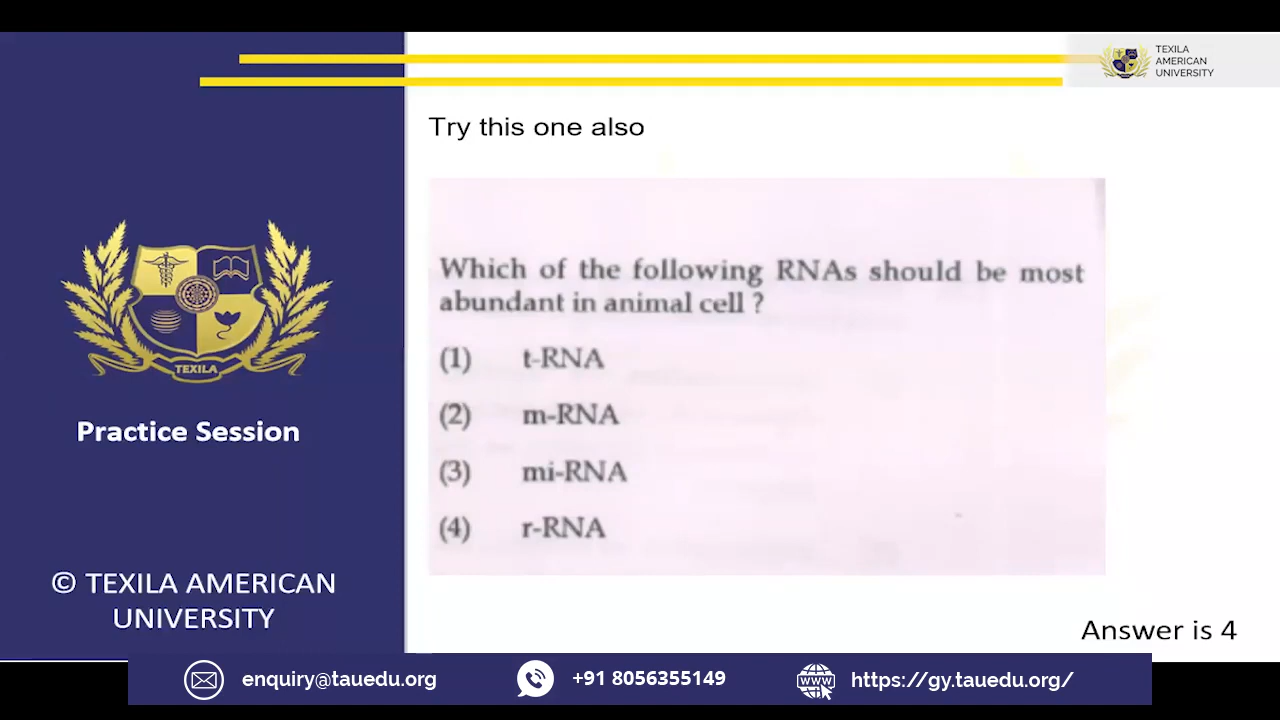 TEXILA
AMERICAN
UNIVERSITY
Try this one also
Which of the following RNAs should be most
abundant in animal cell ?
(1) t-RNA
(2) m-RNA
(3) mi-RNA
(4) r-RNA
Answer is 4
TEXILA
Practice Session
© TEXILA AMERICAN
UNIVERSITY
enquiry@tauedu.org
+91 8056355149
www
https://gy.tauedu.org/